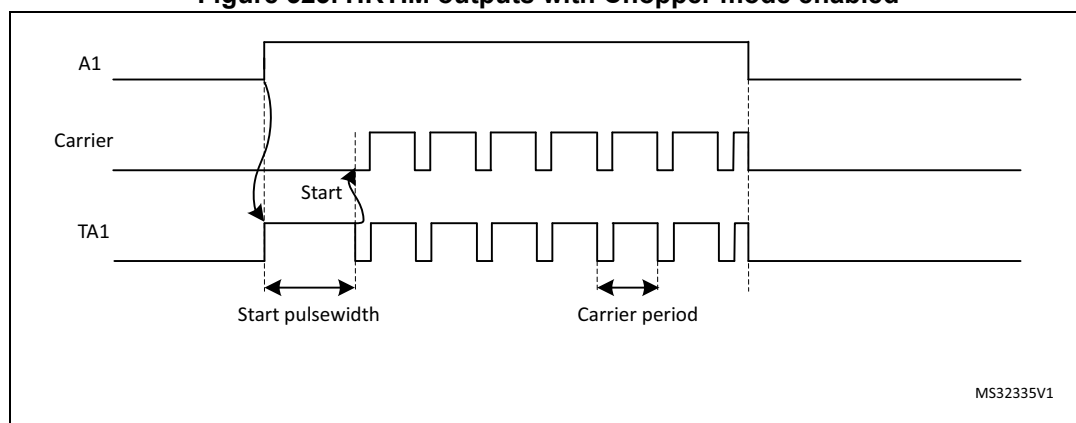 A1
Carrier
Start
TA1
Start pulsewidth
Carrier period
MS32335V1